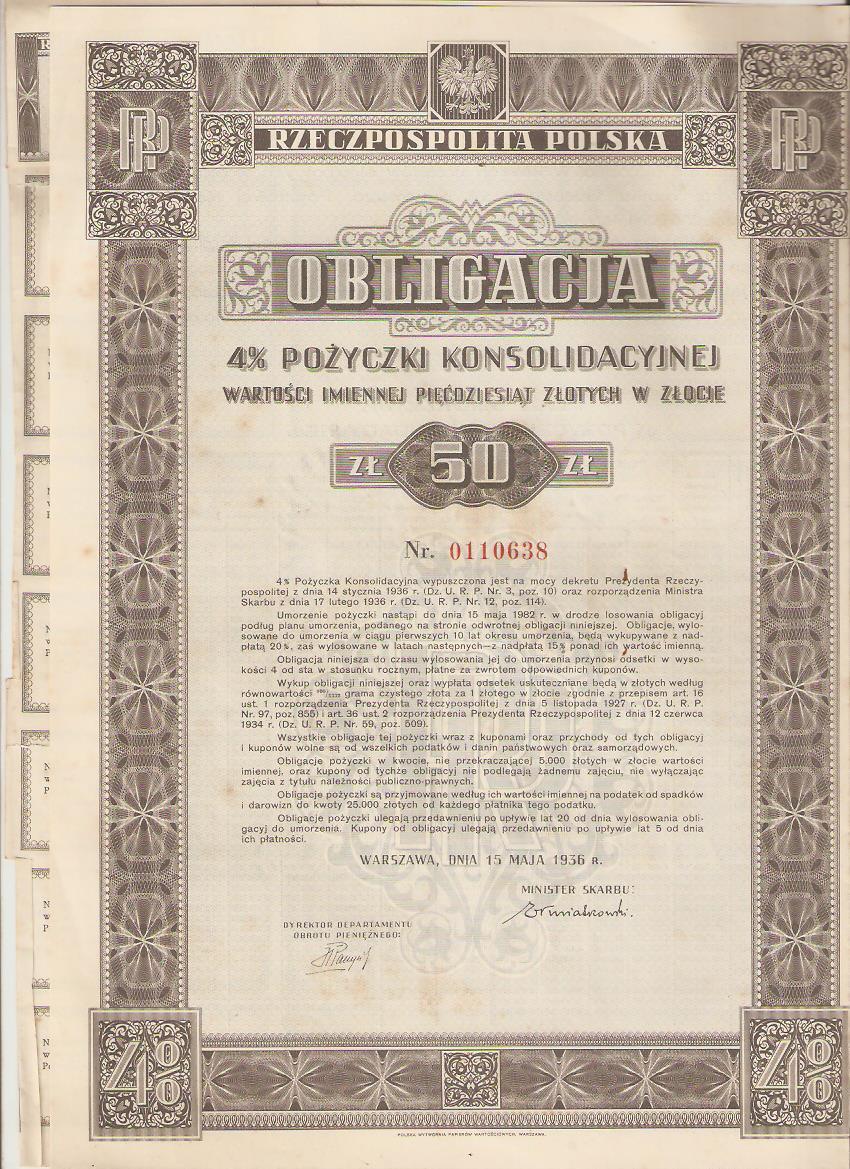 RP
RP
RZECZPOSPOLITA POLSKA
OBLIGACJA
4% POŻYCZKI KONSOLIDACYJNEJ
WARTOŚCI IMIENNEJ PIĘĆDZIESIĄT ZŁOTYCH W ZŁOCIE
ZŁ 50 ZŁ
Nr. 0110638
4% Pożyczka Konsolidacyjna wypuszczona jest na mocy dekretu Prezydenta Rzeczy-
pospolitej z dnia 14 stycznia 1936 r. (Dz. U. R. P. Nr. 3, poz. 10) oraz rozporządzenia Ministra
Skarbu z dnia 17 lutego 1936 r. (Dz. U. R. P. Nr. 12, poz. 114).
Umorzenie pożyczki nastąpi do dnia 15 maja 1982 r. w drodze losowania obligacyj
podług planu umorzenia, podanego na stronie odwrotnej obligacji niniejszej. Obligacje, wylo-
sowane do umorzenia w ciągu pierwszych 10 lat okresu umorzenia, będą wykupywane z nad-
płatą 20%, zaś wylosowane w latach następnych—z nadpłatą 15% ponad ich wartość imienną.
Obligacja niniejsza do czasu wylosowania jej do umorzenia przynosi odsetki w wyso-
kości 4 od sta w stosunku rocznym, płatne za zwrotem odpowiednich kuponów.
Wykup obligacji niniejszej oraz wypłata odsetek uskuteczniane będą w złotych według
równowartości grama czystego złota za 1 złotego w złocie zgodnie z przepisem art. 16
ust. 1 rozporządzenia Prezydenta Rzeczypospolitej z dnia 5 listopada 1927 r. (Dz. U. R. P.
Nr. 97, poz. 855) i art. 36 ust. 2 rozporządzenia Prezydenta Rzeczypospolitej z dnia 12 czerwca
1934 r. (Dz. U. R. P. Nr. 59, poz. 509).
Wszystkie obligacje tej pożyczki wraz z kuponami oraz przychody od tych obligacyj
i kuponów wolne są od wszelkich podatków i danin państwowych oraz samorządowych.
Obligacje pożyczki w kwocie, nie przekraczającej 5.000 złotych w złocie wartości
imiennej, oraz kupony od tychże obligacyj nie podlegają żadnemu zajęciu, nie wyłączając
zajęcia z tytułu należności publiczno-prawnych.
Obligacje pożyczki są przyjmowane według ich wartości imiennej na podatek od spadków
i darowizn do kwoty 25.000 złotych od każdego płatnika tego podatku.
Obligacje pożyczki ulegają przedawnieniu po upływie lat 20 od dnia wylosowania obli-
gacyj do umorzenia. Kupony od obligacyj ulegają przedawnieniu po upływie lat 5 od dnia
ich płatności.
WARSZAWA, DNIA 15 MAJA 1936 R.
MINISTER SKARBU:
DYREKTOR DEPARTAMENTU
OBROTU PIENIĘŻNEGO:
4%
4%
POLSKA WYTWÓRNIA PAPIERÓW WARTOŚCIOWYCH, WARSZAWA.